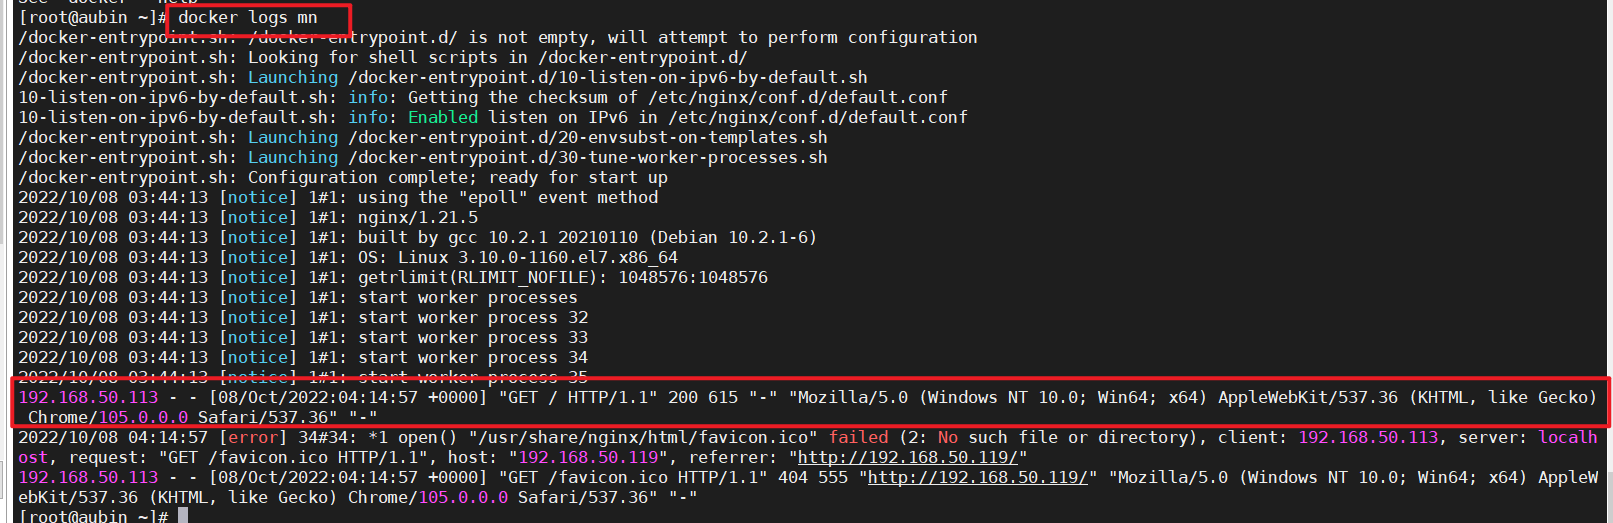 [root@aubin ~]# docker logs mn
/docker-entrypoint.sh: /docker-entrypoint.d/ is not empty, will attempt to perform configuration
/docker-entrypoint.sh: Looking for shell scripts in /docker-entrypoint.d/
/docker-entrypoint.sh: Launching /docker-entrypoint.d/10-listen-on-ipv6-by-default.sh
10-listen-on-ipv6-by-default.sh: info: Getting the checksum of /etc/nginx/conf.d/default.conf
10-listen-on-ipv6-by-default.sh: info: Enabled listen on IPv6 in /etc/nginx/conf.d/default.conf
/docker-entrypoint.sh: Launching /docker-entrypoint.d/20-envsubst-on-templates.sh
/docker-entrypoint.sh: Launching /docker-entrypoint.d/30-tune-worker-processes.sh
/docker-entrypoint.sh: Configuration complete; ready for start up
2022/10/08 03:44:13 [notice] 1#1: using the "epoll" event method
2022/10/08 03:44:13 [notice] 1#1: nginx/1.21.5
2022/10/08 03:44:13 [notice] 1#1: built by gcc 10.2.1 20210110 (Debian 10.2.1-6)
2022/10/08 03:44:13 [notice] 1#1: OS: Linux 3.10.0-1160.el7.x86_64
2022/10/08 03:44:13 [notice] 1#1: getrlimit(RLIMIT_NOFILE): 1048576:1048576
2022/10/08 03:44:13 [notice] 1#1: start worker processes
2022/10/08 03:44:13 [notice] 1#1: start worker process 32
2022/10/08 03:44:13 [notice] 1#1: start worker process 33
2022/10/08 03:44:13 [notice] 1#1: start worker process 34
2022/10/08 03:44:13 [notice] 1#1: start worker process 35
192.168.50.113 - - [08/Oct/2022:04:14:57 +0000] "GET / HTTP/1.1" 200 615 "-" "Mozilla/5.0 (Windows NT 10.0; Win64; x64) AppleWebKit/537.36 (KHTML, like Gecko)
 Chrome/105.0.0.0 Safari/537.36" "-"
2022/10/08 04:14:57 [error] 34#34: *1 open() "/usr/share/nginx/html/favicon.ico" failed (2: No such file or directory), client: 192.168.50.113, server: localh
ost, request: "GET /favicon.ico HTTP/1.1", host: "192.168.50.119", referrer: "http://192.168.50.119/"
192.168.50.113 - - [08/Oct/2022:04:14:57 +0000] "GET /favicon.ico HTTP/1.1" 404 555 "http://192.168.50.119/" "Mozilla/5.0 (Windows NT 10.0; Win64; x64) AppleW
ebKit/537.36 (KHTML, like Gecko) Chrome/105.0.0.0 Safari/537.36" "-"
[root@aubin ~]#